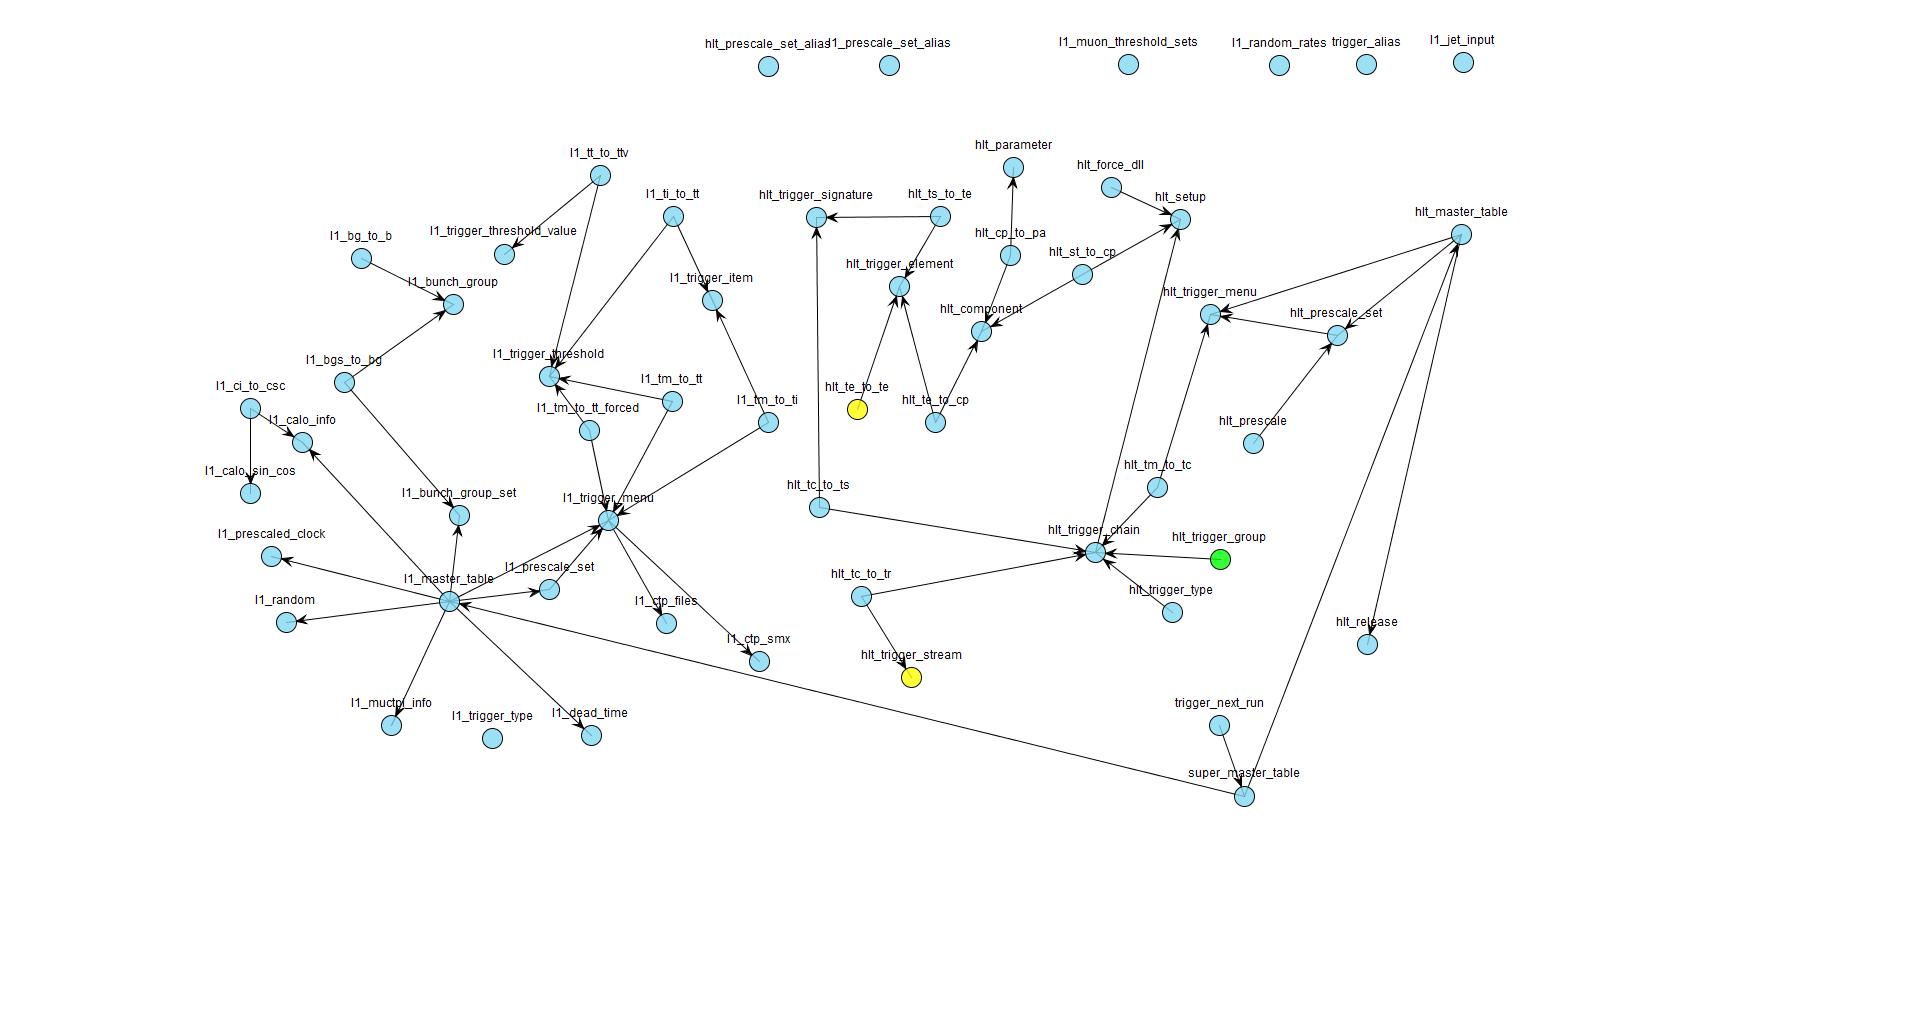 l1_jet_input
l1_muon_threshold_sets
l1_random_rates
trigger_alias
hlt_prescale_set_alias
l1_prescale_set_alias
hlt_parameter
l1_tt_to_ttv
hlt_force_dll
l1_ti_to_tt
hlt_trigger_signature
hlt_ts_to_te
hlt_setup
hlt_master_table
l1_trigger_threshold_value
hlt_cp_to_pa
l1_bg_to_b
hlt_st_to_cp
hlt_trigger_element
l1_trigger_item
l1_bunch_group
hlt_trigger_menu
hlt_component
hlt_prescale_set
l1_trigger_threshold
l1_bgs_to_bg
l1_tm_to_tt
l1_ci_to_csc
hlt_te_to_te
l1_tm_to_ti
hlt_te_to_cp
l1_tm_to_tt_forced
l1_calo_info
hlt_prescale
hlt_tm_to_tc
l1_calo_sin_cos
hlt_tc_to_ts
l1_bunch_group_set
l1_trigger_menu
hlt_trigger_chain
l1_prescaled_clock
hlt_trigger_group
l1_prescale_set
hlt_tc_to_tr
l1_master_table
hlt_trigger_type
l1_random
l1_ctp_files
hlt_release
l1_ctp_smx
hlt_trigger_stream
l1_muctpi_info
trigger_next_run
l1_dead_time
l1_trigger_type
super_master_table